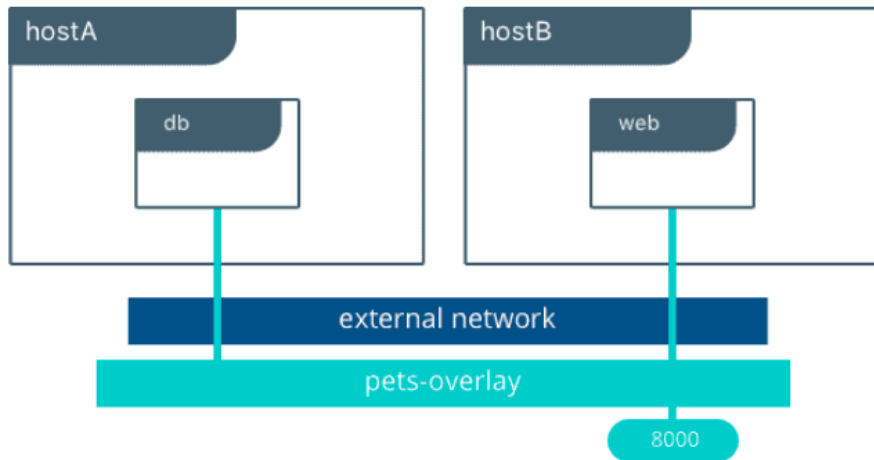 hostA
hostB
db
web
external network
pets-overlay
8000